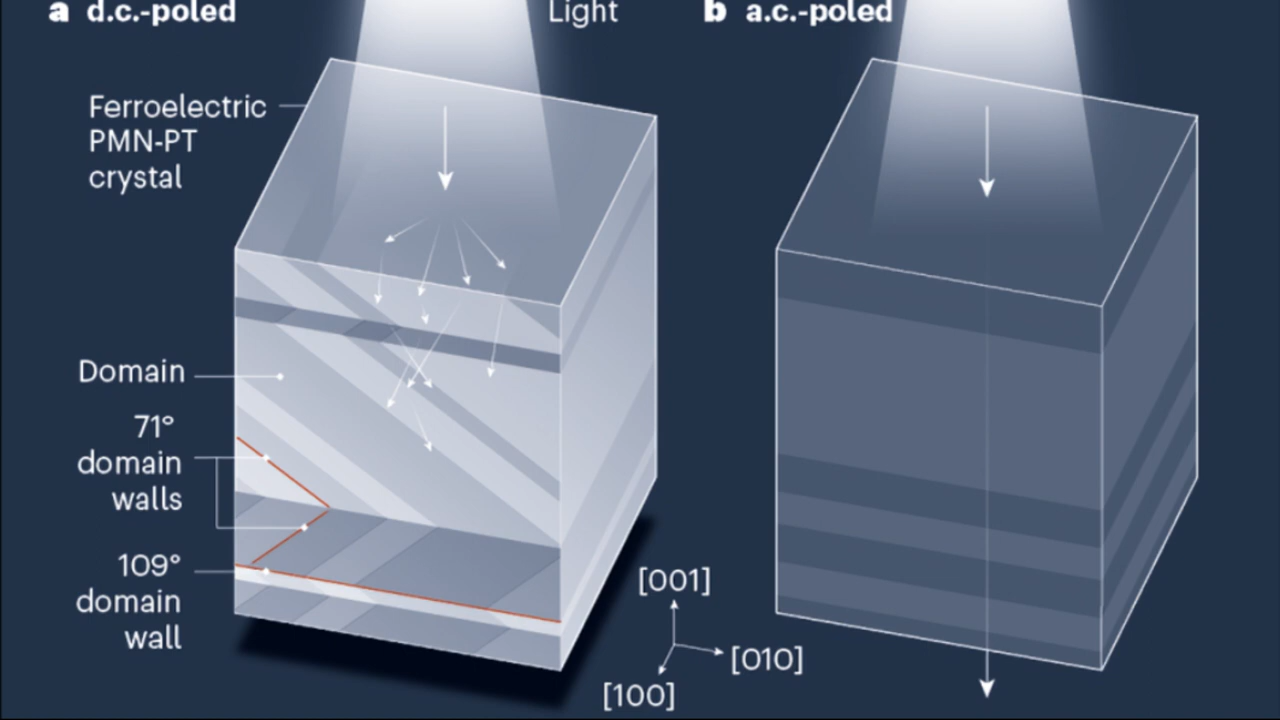 a d.c.-poled
Light
b a.c.-poled
Ferroelectric
PMN-PT
crystal
Domain
71°
domain
walls
109°
domain
wall
[001]
[010]
[100]